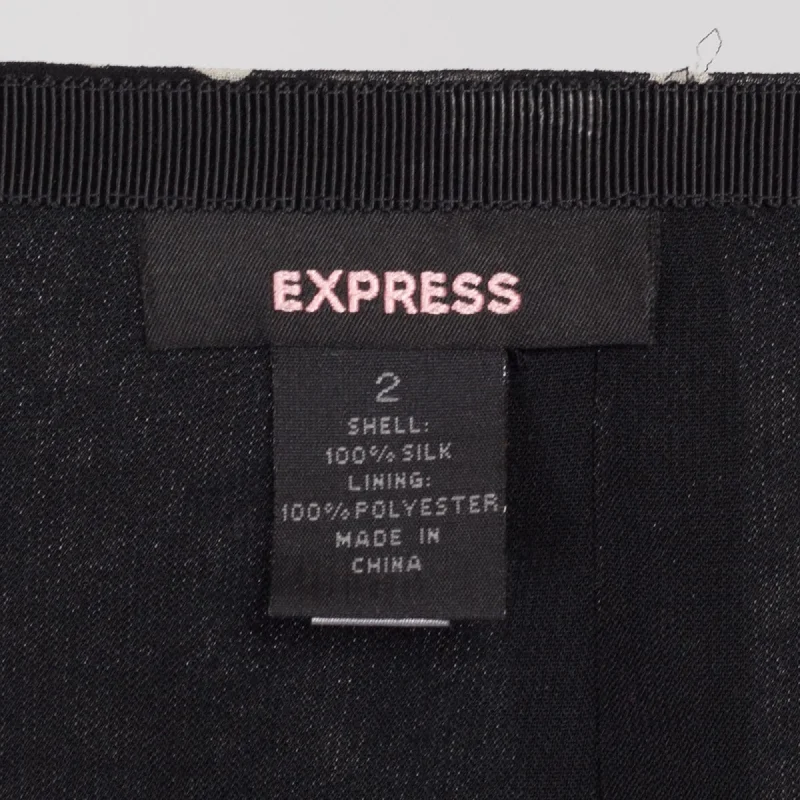 EXPRESS
2
SHELL:
100% SILK
LINING:
100% POLYESTER,
MADE IN
CHINA